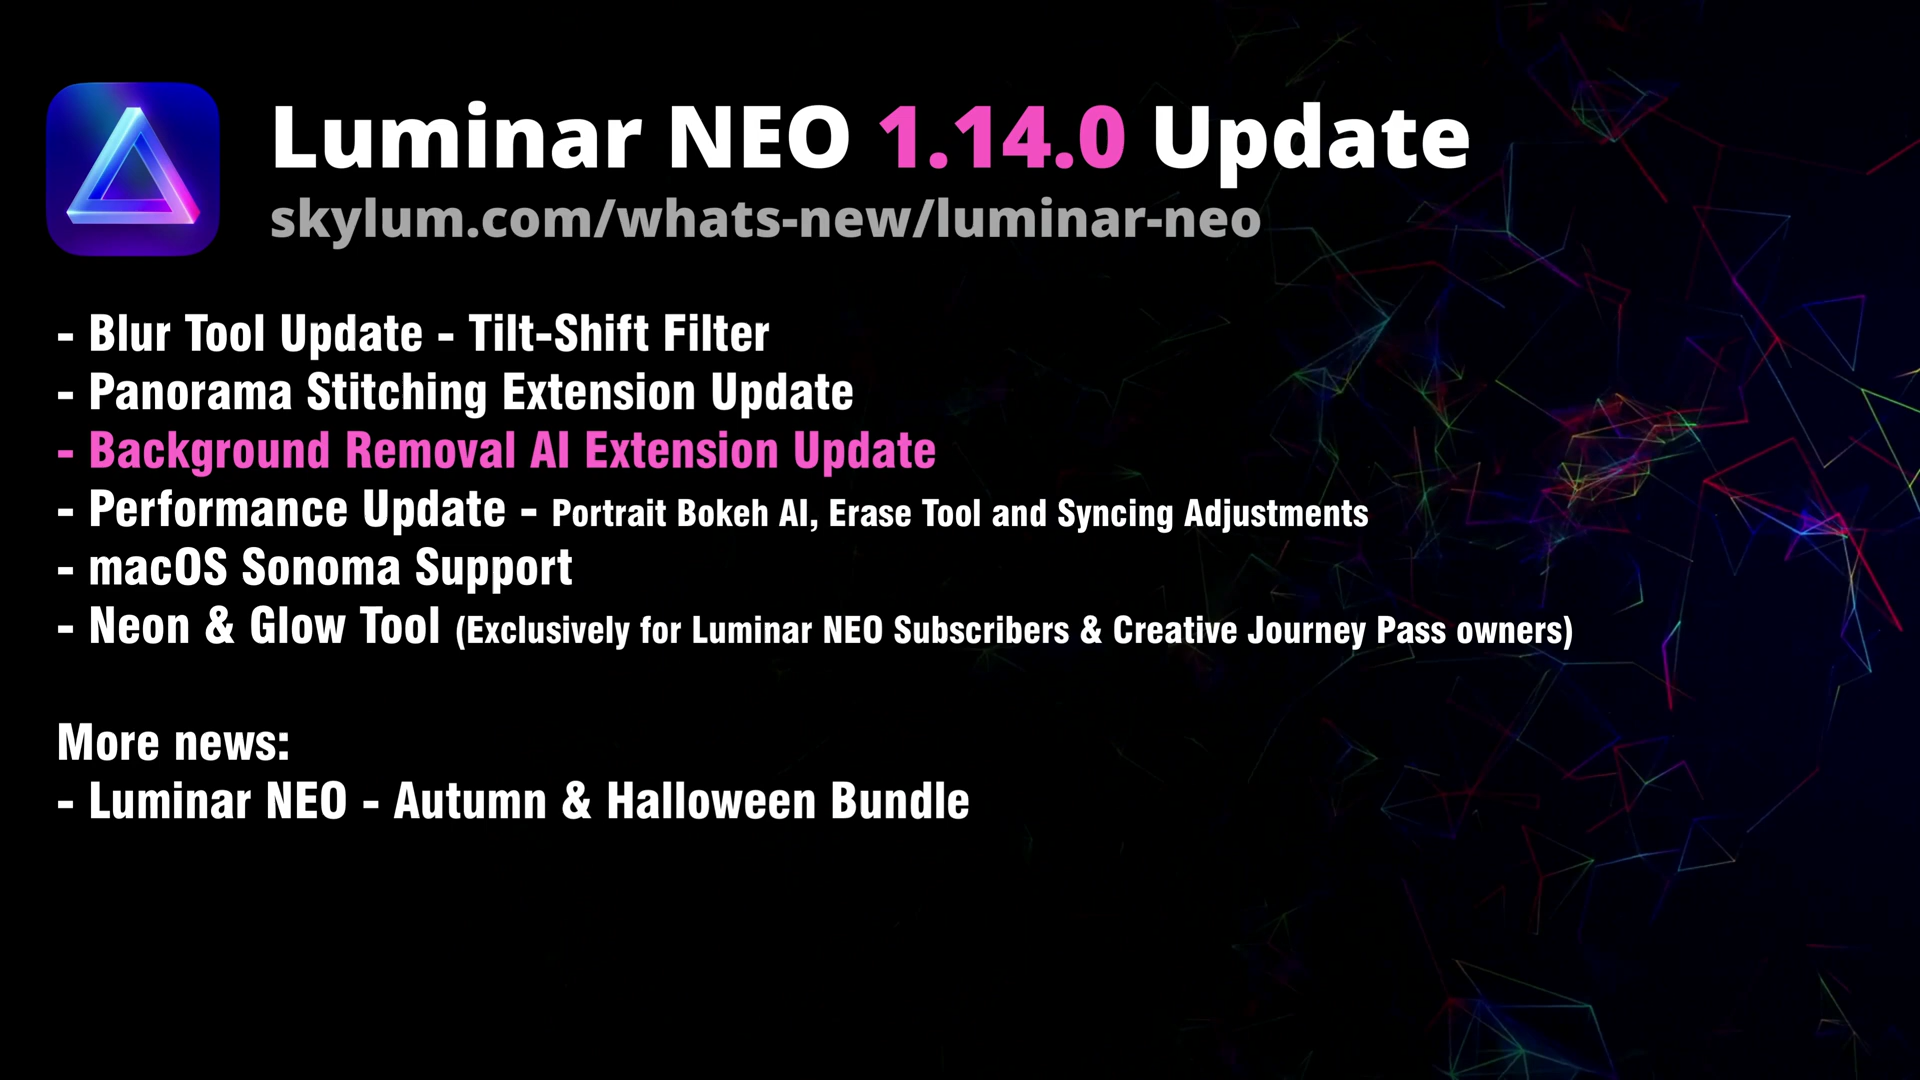 Luminar NEO 1.14.0 Update
skylum.com/whats-new/luminar-neo
- Blur Tool Update - Tilt-Shift Filter
- Panorama Stitching Extension Update
- Background Removal AI Extension Update
- Performance Update - Portrait Bokeh AI, Erase Tool and Syncing Adjustments
- macOS Sonoma Support
- Neon & Glow Tool (Exclusively for Luminar NEO Subscribers & Creative Journey Pass owners)
More news:
- Luminar NEO - Autumn & Halloween Bundle